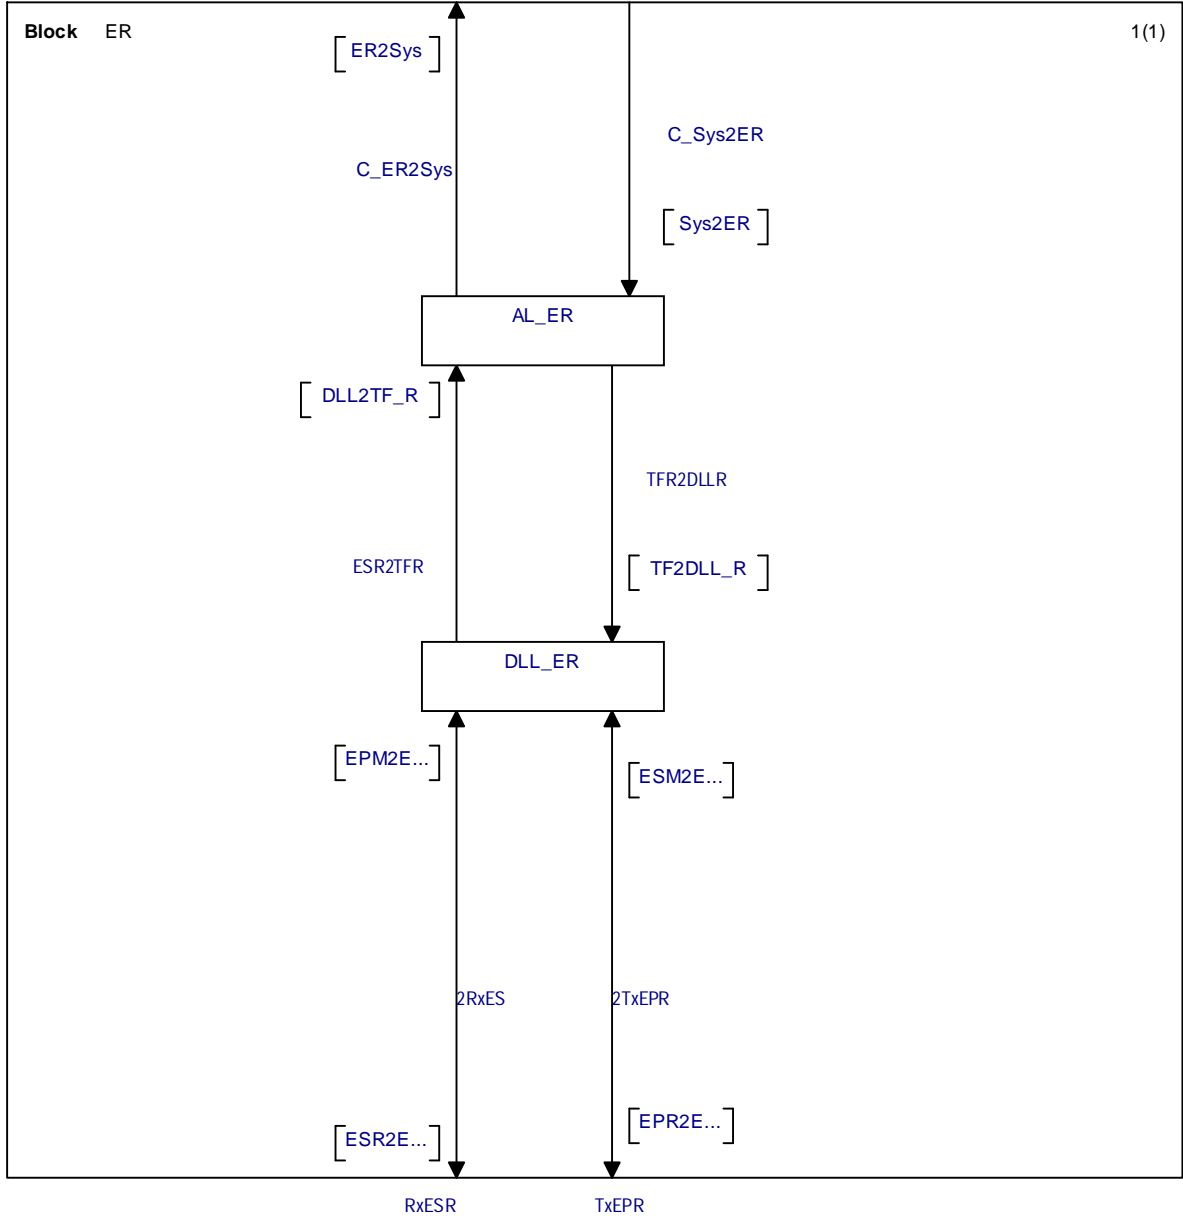 Block ER 1(1)
[ ER2Sys ]
C_Sys2ER
C_ER2Sys
[ Sys2ER ]
AL_ER
[ DLL2TF_R ]
TFR2DLLR
ESR2TFR
[ TF2DLL_R ]
DLL_ER
[EPM2E...]
[ESM2E...]
2RxES
2TxEPR
[EPR2E...]
[ESR2E...]
RxESR
TxEPR